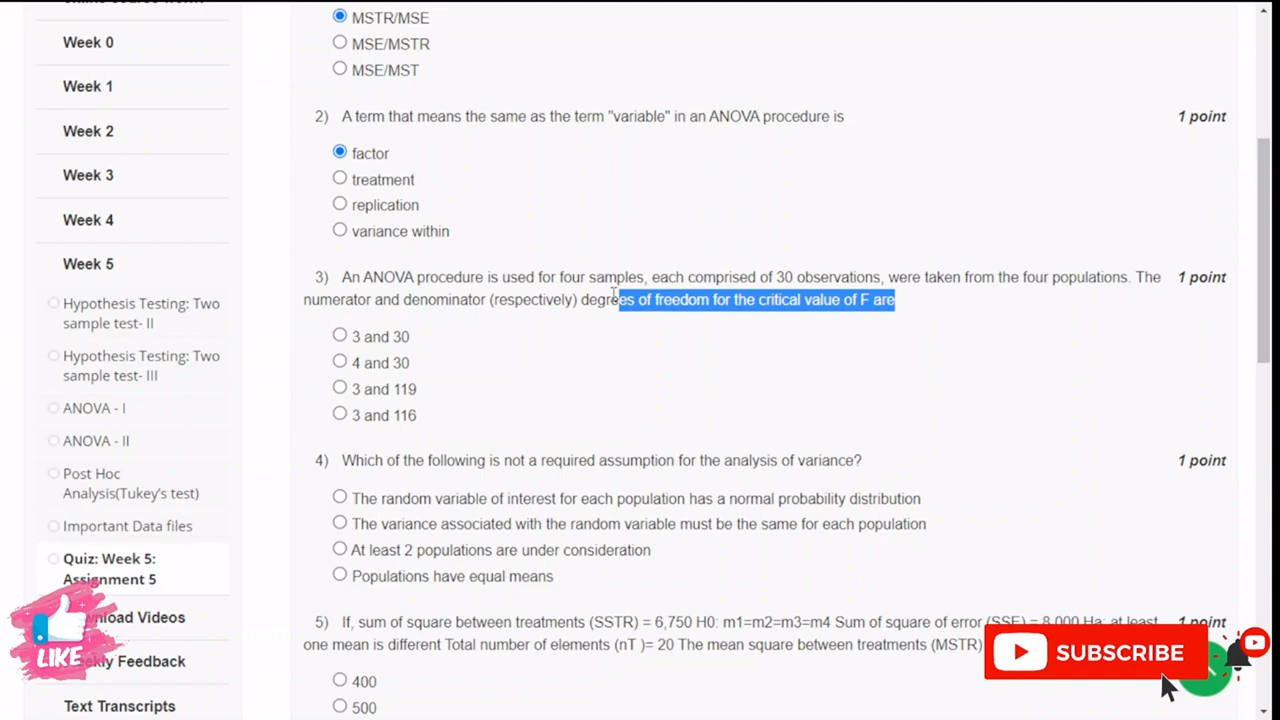 Week 0
Week 1
Week 2
Week 3
Week 4
Week 5
Hypothesis Testing: Two
sample test- II
Hypothesis Testing: Two
sample test- III
ANOVA - I
ANOVA - II
Post Hoc
Analysis(Tukey's test)
Important Data files
Quiz: Week 5:
Assignment 5
Videos
Feedback
Text Transcripts
LIKE
MSTR/MSE
MSE/MSTR
MSE/MST
2) A term that means the same as the term "variable" in an ANOVA procedure is 1 point
factor
treatment
replication
variance within
3) An ANOVA procedure is used for four samples, each comprised of 30 observations, were taken from the four populations. The 1 point
numerator and denominator (respectively) degrees of freedom for the critical value of F are
3 and 30
4 and 30
3 and 119
3 and 116
4) Which of the following is not a required assumption for the analysis of variance? 1 point
The random variable of interest for each population has a normal probability distribution
The variance associated with the random variable must be the same for each population
At least 2 populations are under consideration
Populations have equal means
5) If, sum of square between treatments (SSTR) = 6,750 H0: m1=m2=m3=m4 Sum of square of error (SSE) = 8,000 Ha: at least 1 point
one mean is different Total number of elements (nT )= 20 The mean square between treatments (MSTR)
400
500
SUBSCRIBE